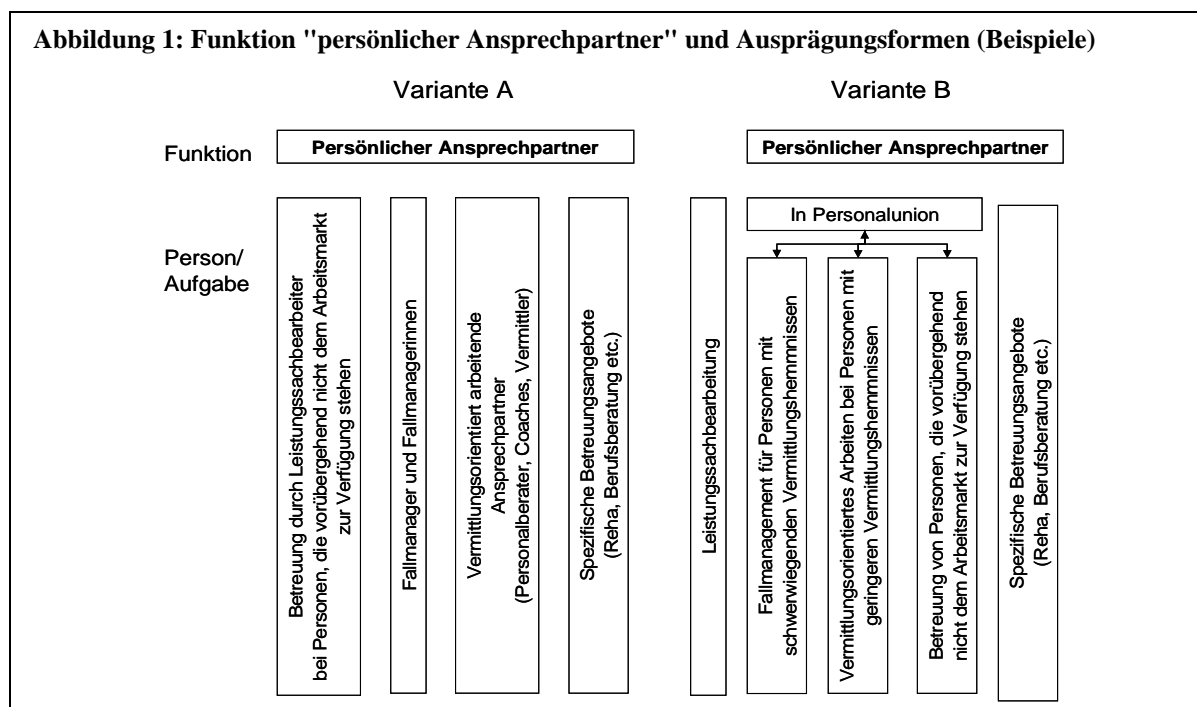 Abbildung 1: Funktion "persönlicher Ansprechpartner" und Ausprägungsformen (Beispiele)
Variante A
Variante B
Funktion
Persönlicher Ansprechpartner
Persönlicher Ansprechpartner
Person/
Aufgabe
Betreuung durch Leistungssachbearbeiter
bei Personen, die vorübergehend nicht dem Arbeitsmarkt
zur Verfügung stehen
Fallmanager und Fallmanagerinnen
Vermittlungsorientiert arbeitende
Ansprechpartner
(Personalberater, Coaches, Vermittler)
Spezifische Betreuungsangebote
(Reha, Berufsberatung etc.)
Leistungssachbearbeitung
In Personalunion
Fallmanagement für Personen mit
schwerwiegenden Vermittlungshemmnissen
Vermittlungsorientiertes Arbeiten bei Personen mit
geringeren Vermittlungshemmnissen
Betreuung von Personen, die vorübergehend
nicht dem Arbeitsmarkt zur Verfügung stehen
Spezifische Betreuungsangebote
(Reha, Berufsberatung etc.)